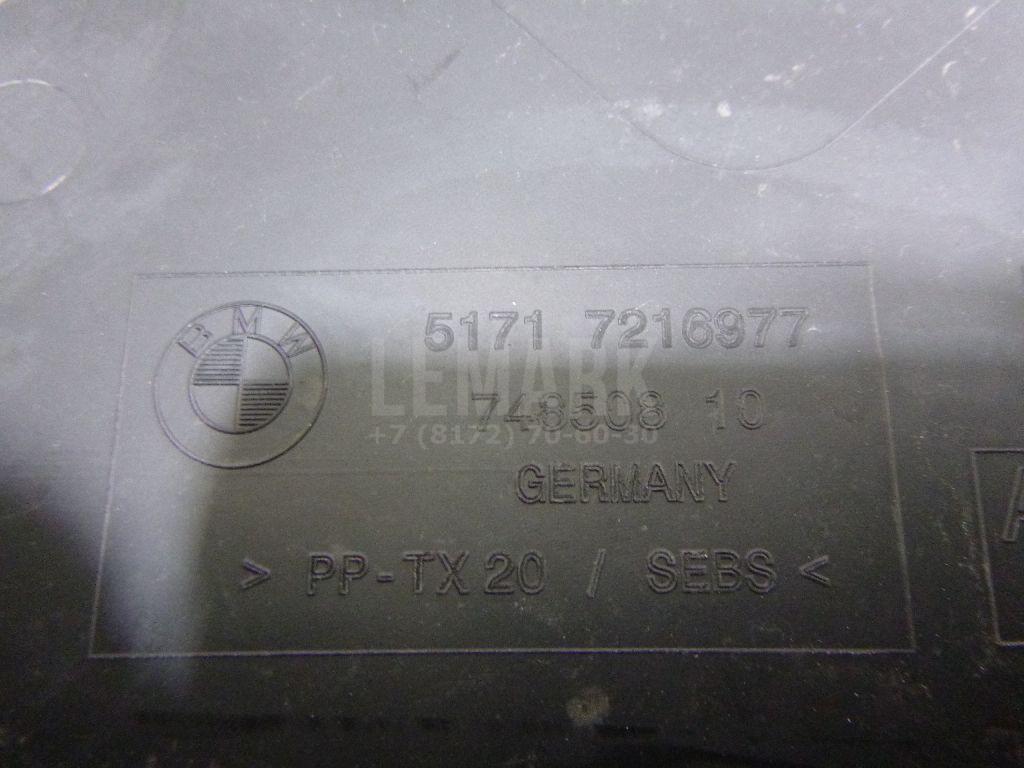 BMW
5171 7216977
LEMARK
748508 10
+7 (8172) 70-60-30
GERMANY
> PP-TX 20 / SEBS <
A